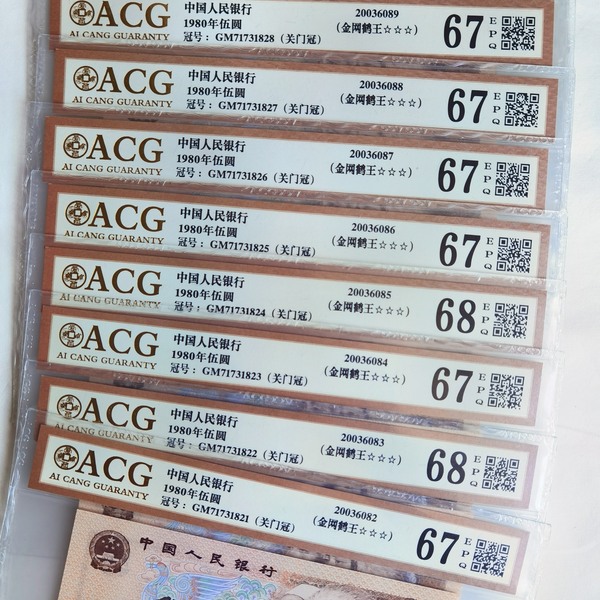 ACG
AI CANG GUARANTY
中国人民银行
1980年伍圆
冠号：GM71731828（关门冠）
20036089
（金网鹤王☆☆☆）
67
EPQ
ACG
AI CANG GUARANTY
中国人民银行
1980年伍圆
冠号：GM71731827（关门冠）
20036088
（金网鹤王☆☆☆）
67
EPQ
ACG
AI CANG GUARANTY
中国人民银行
1980年伍圆
冠号：GM71731826（关门冠）
20036087
（金网鹤王☆☆☆）
67
EPQ
ACG
AI CANG GUARANTY
中国人民银行
1980年伍圆
冠号：GM71731825（关门冠）
20036086
（金网鹤王☆☆☆）
67
EPQ
ACG
AI CANG GUARANTY
中国人民银行
1980年伍圆
冠号：GM71731824（关门冠）
20036085
（金网鹤王☆☆☆）
68
EPQ
ACG
AI CANG GUARANTY
中国人民银行
1980年伍圆
冠号：GM71731823（关门冠）
20036084
（金网鹤王☆☆☆）
67
EPQ
ACG
AI CANG GUARANTY
中国人民银行
1980年伍圆
冠号：GM71731822（关门冠）
20036083
（金网鹤王☆☆☆）
68
EPQ
ACG
AI CANG GUARANTY
中国人民银行
1980年伍圆
冠号：GM71731821（关门冠）
20036082
（金网鹤王☆☆☆）
67
EPQ
中国人民银行